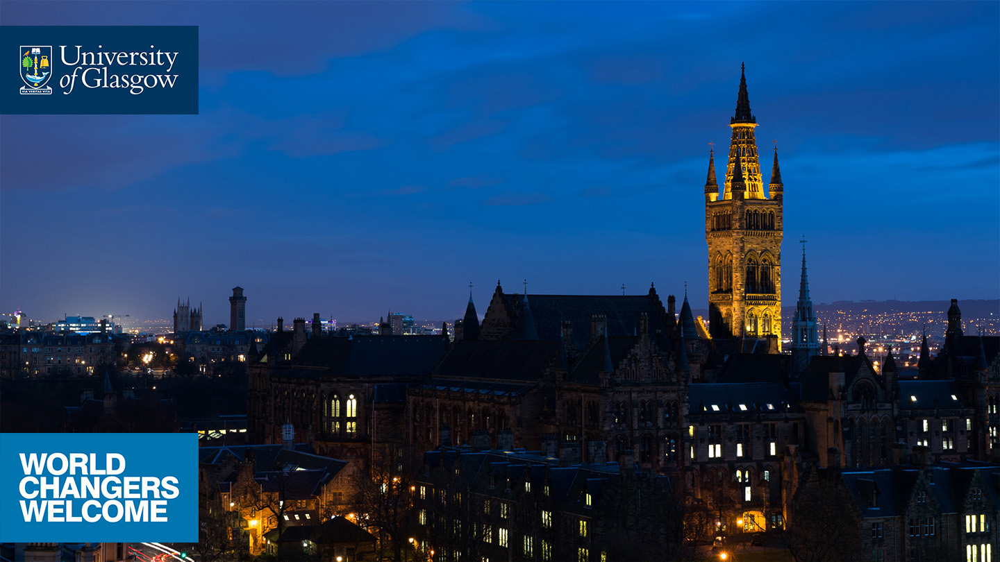 University
of Glasgow
VIA VERITAS VITA
WORLD
CHANGERS
WELCOME